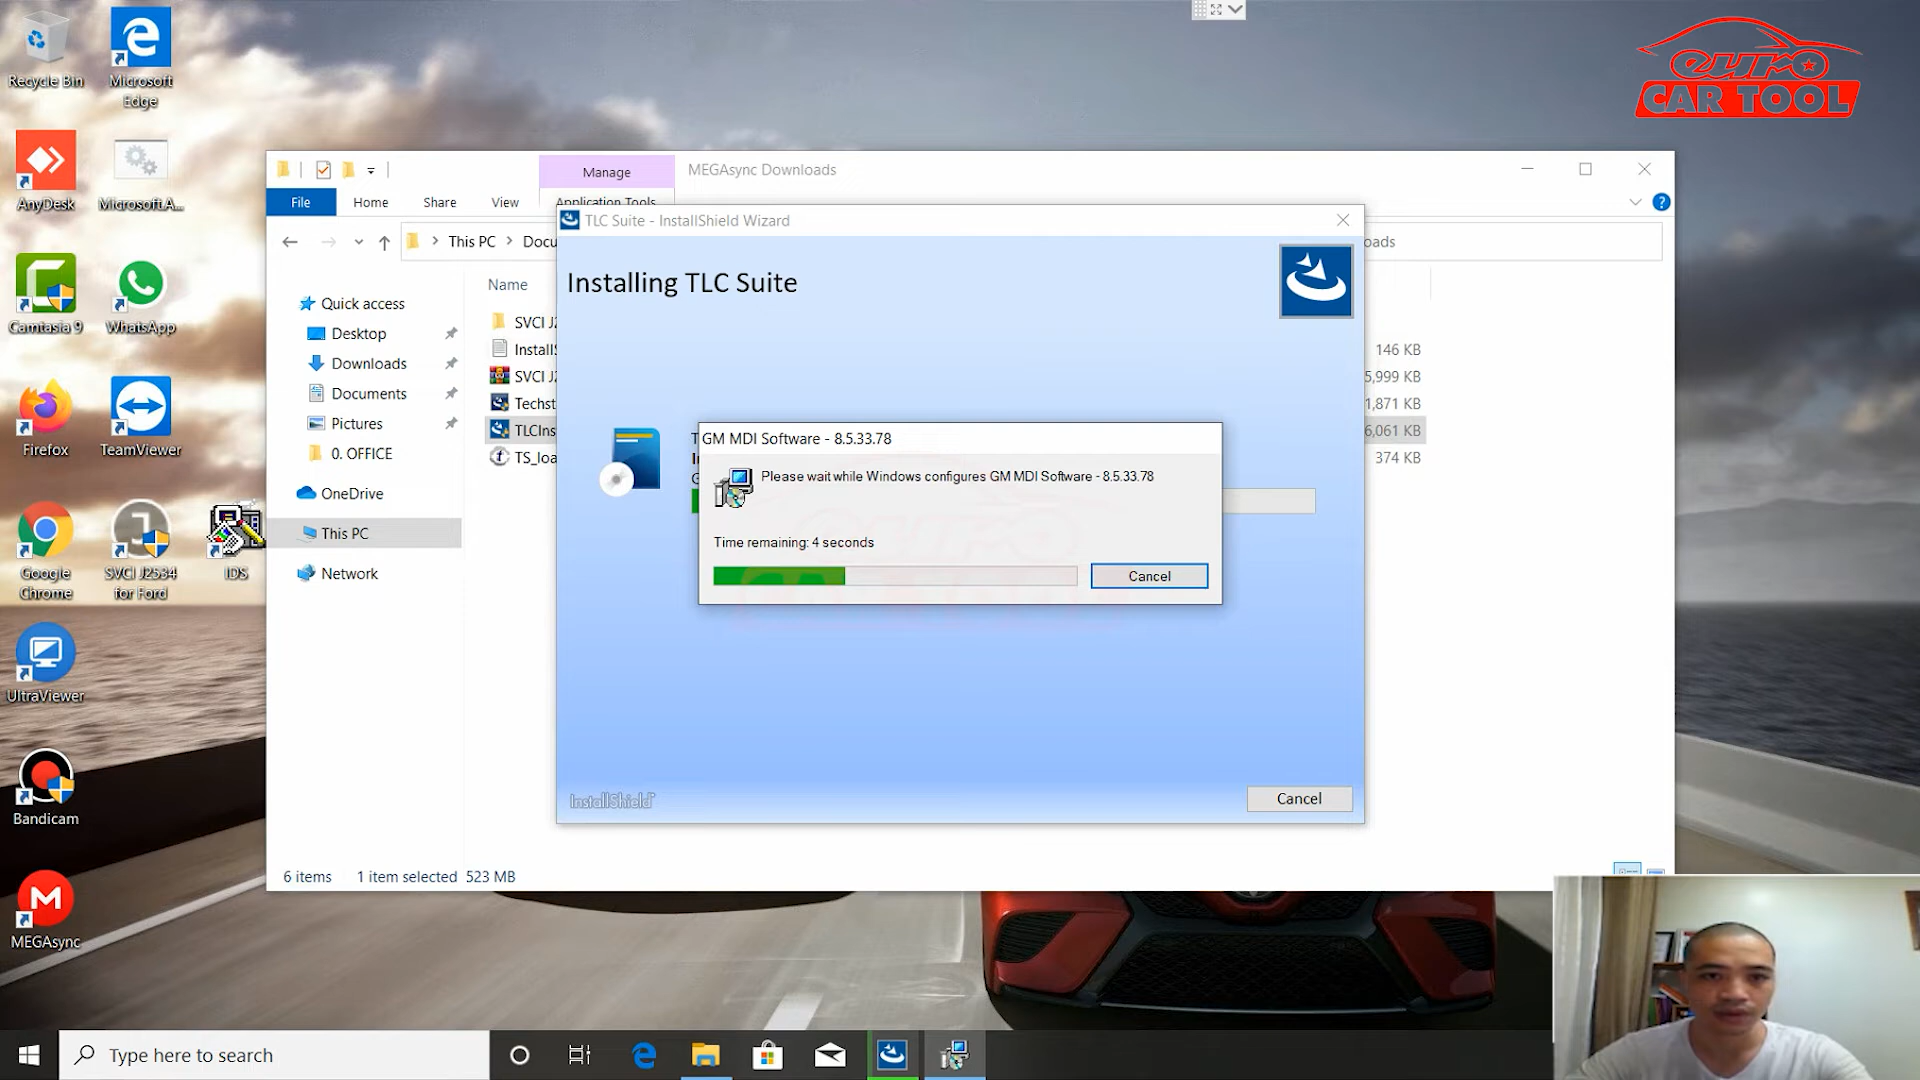 Recycle Bin
Microsoft
Edge
AnyDesk
Microsoft.A...
Camtasia 9
WhatsApp
Firefox
TeamViewer
Google
Chrome
SVCI J2534
for Ford
IDS
UltraViewer
Bandicam
MEGAsync
euro
CAR TOOL
Manage
MEGAsync Downloads
File
Home
Share
View
Application Tools
This PC
Docu
oads
Name
Quick access
Desktop
Downloads
Documents
Pictures
0. OFFICE
OneDrive
This PC
Network
SVCI J2
InstallS
146 KB
SVCI J2
5,999 KB
Techst
1,871 KB
TLCIns
6,061 KB
TS_loa
374 KB
TLC Suite - InstallShield Wizard
Installing TLC Suite
GM MDI Software - 8.5.33.78
Please wait while Windows configures GM MDI Software - 8.5.33.78
Time remaining: 4 seconds
Cancel
InstallShield
Cancel
6 items
1 item selected 523 MB
Type here to search